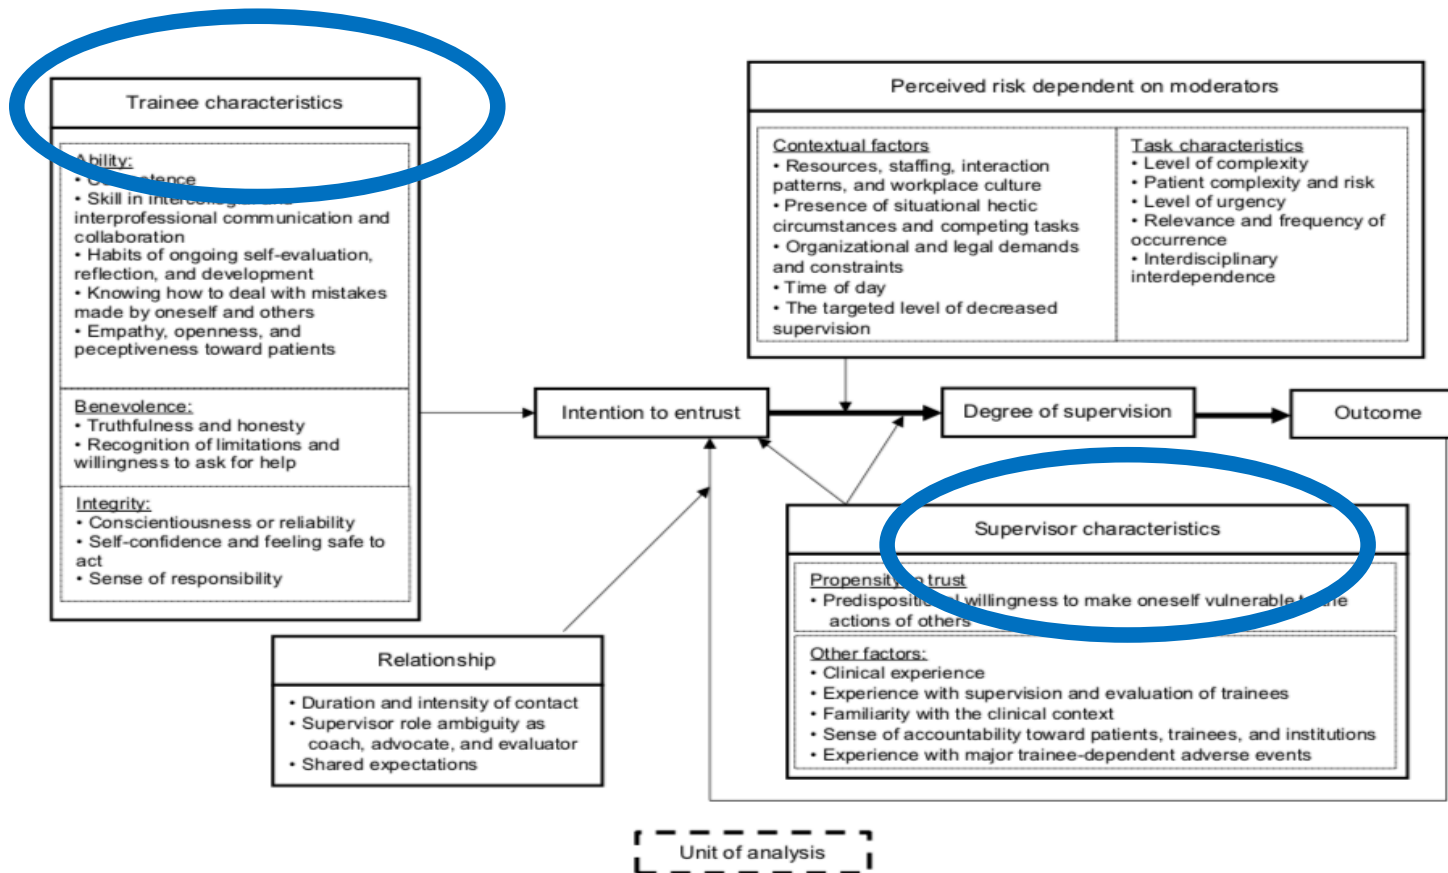 Trainee characteristics
Ability:
• Competence
• Skill in
interprofessional communication and
collaboration
• Habits of ongoing self-evaluation,
reflection, and development
• Knowing how to deal with mistakes
made by oneself and others
• Empathy, openness, and
peceptiveness toward patients
Benevolence:
• Truthfulness and honesty
• Recognition of limitations and
willingness to ask for help
Integrity:
• Conscientiousness or reliability
• Self-confidence and feeling safe to
act
• Sense of responsibility
Perceived risk dependent on moderators
Contextual factors
• Resources, staffing, interaction
patterns, and workplace culture
• Presence of situational hectic
circumstances and competing tasks
• Organizational and legal demands
and constraints
• Time of day
• The targeted level of decreased
supervision
Task characteristics
• Level of complexity
• Patient complexity and risk
• Level of urgency
• Relevance and frequency of
occurrence
• Interdisciplinary
interdependence
Intention to entrust
Degree of supervision
Outcome
Relationship
• Duration and intensity of contact
• Supervisor role ambiguity as
coach, advocate, and evaluator
• Shared expectations
Supervisor characteristics
Propensity to trust
• Predispositional willingness to make oneself vulnerable to the
actions of others
Other factors:
• Clinical experience
• Experience with supervision and evaluation of trainees
• Familiarity with the clinical context
• Sense of accountability toward patients, trainees, and institutions
• Experience with major trainee-dependent adverse events
Unit of analysis